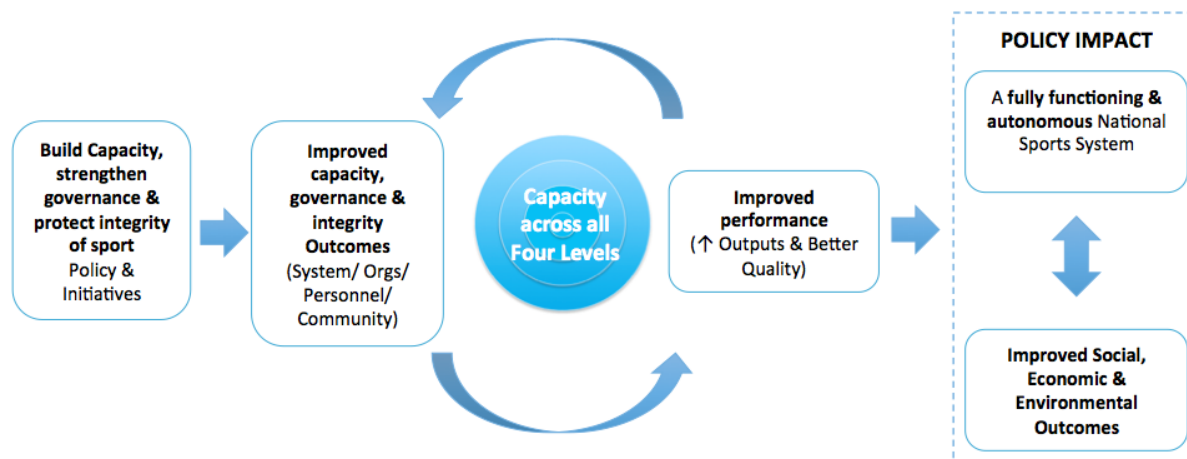 Build Capacity,
strengthen
governance &
protect integrity
of sport
Policy &
Initiatives
Improved
capacity,
governance &
integrity
Outcomes
(System/ Orgs/
Personnel/
Community)
Capacity
across all
Four Levels
Improved
performance
(↑ Outputs & Better
Quality)
POLICY IMPACT
A fully functioning &
autonomous National
Sports System
Improved Social,
Economic &
Environmental
Outcomes